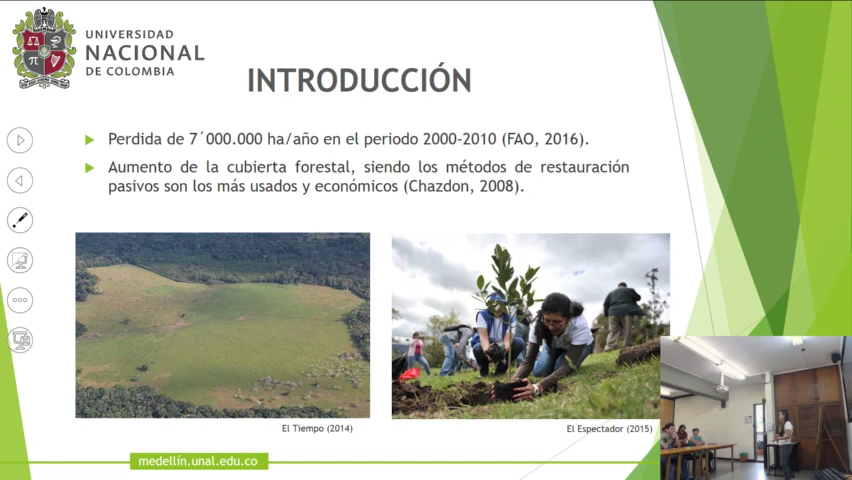 UNIVERSIDAD
NACIONAL
DE COLOMBIA
INTRODUCCIÓN
Perdida de 7´000.000 ha/año en el periodo 2000-2010 (FAO, 2016).
Aumento de la cubierta forestal, siendo los métodos de restauración
pasivos son los más usados y económicos (Chazdon, 2008).
El Tiempo (2014)
El Espectador (2015)
medellín.unal.edu.co